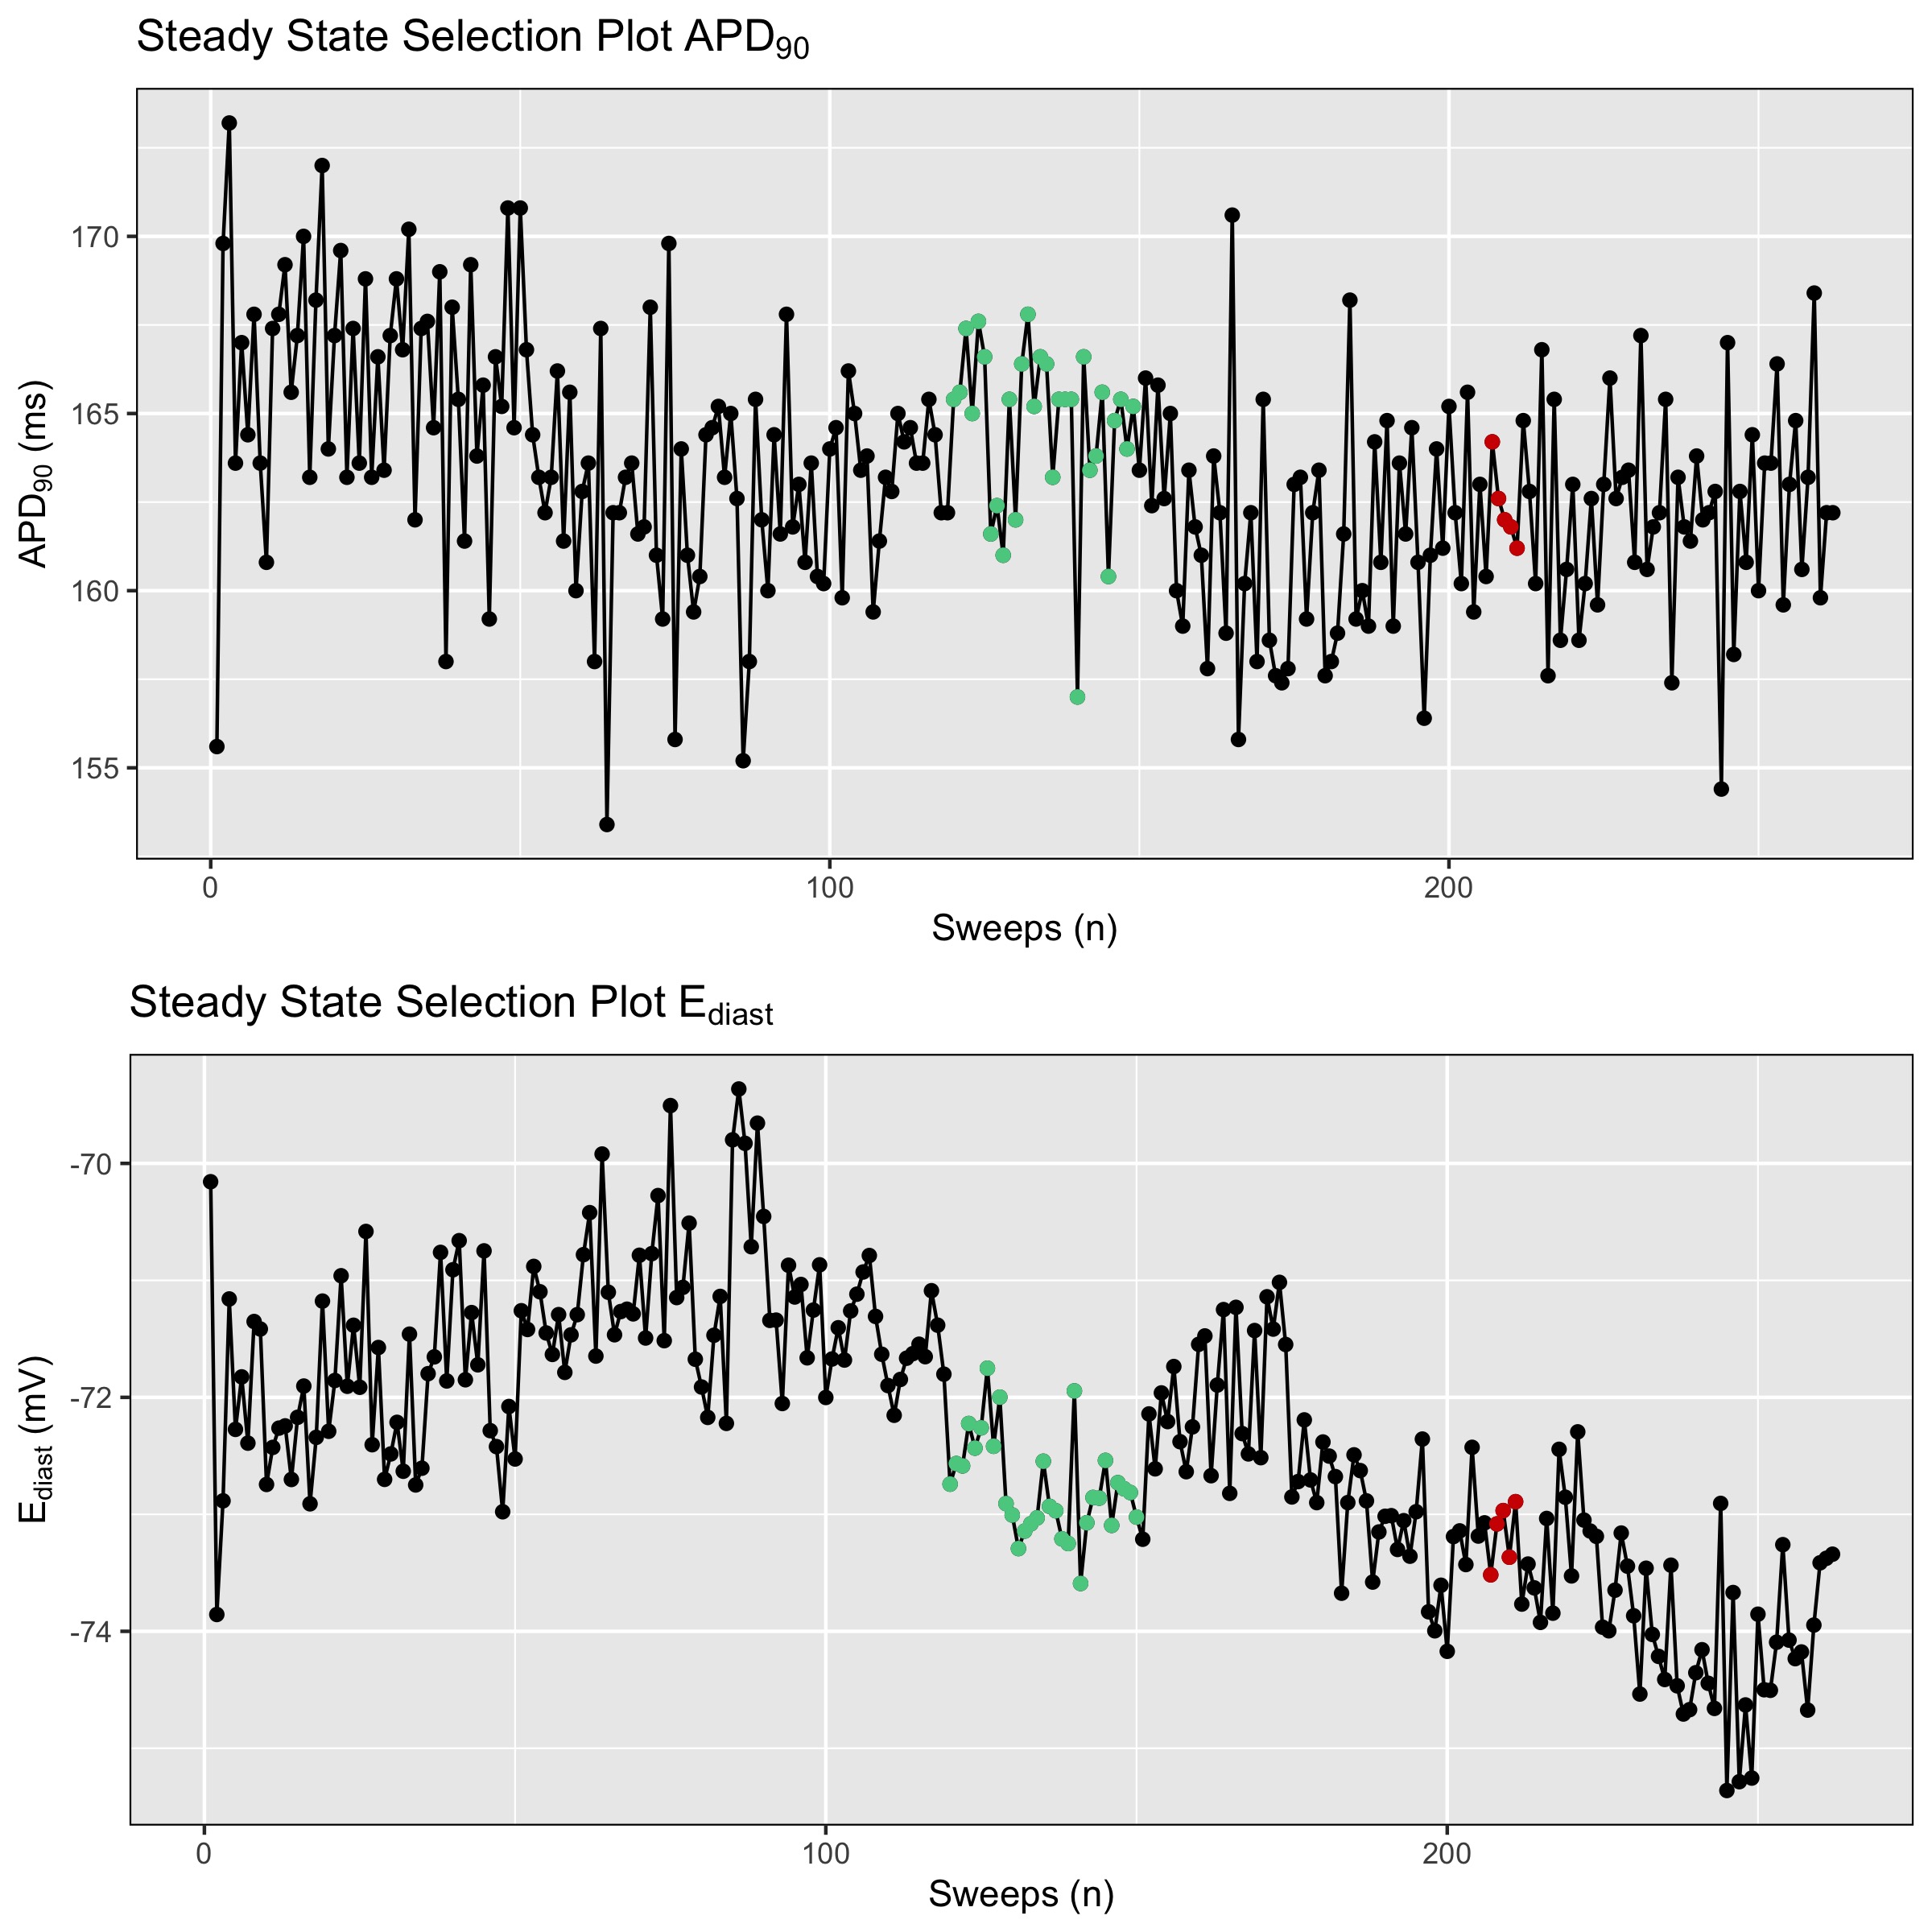 Steady State Selection Plot APD90
170
165
160
155
APD90 (ms)
0 100 200
Sweeps (n)
Steady State Selection Plot Ediast
-70
-72
-74
Ediast (mV)
0 100 200
Sweeps (n)